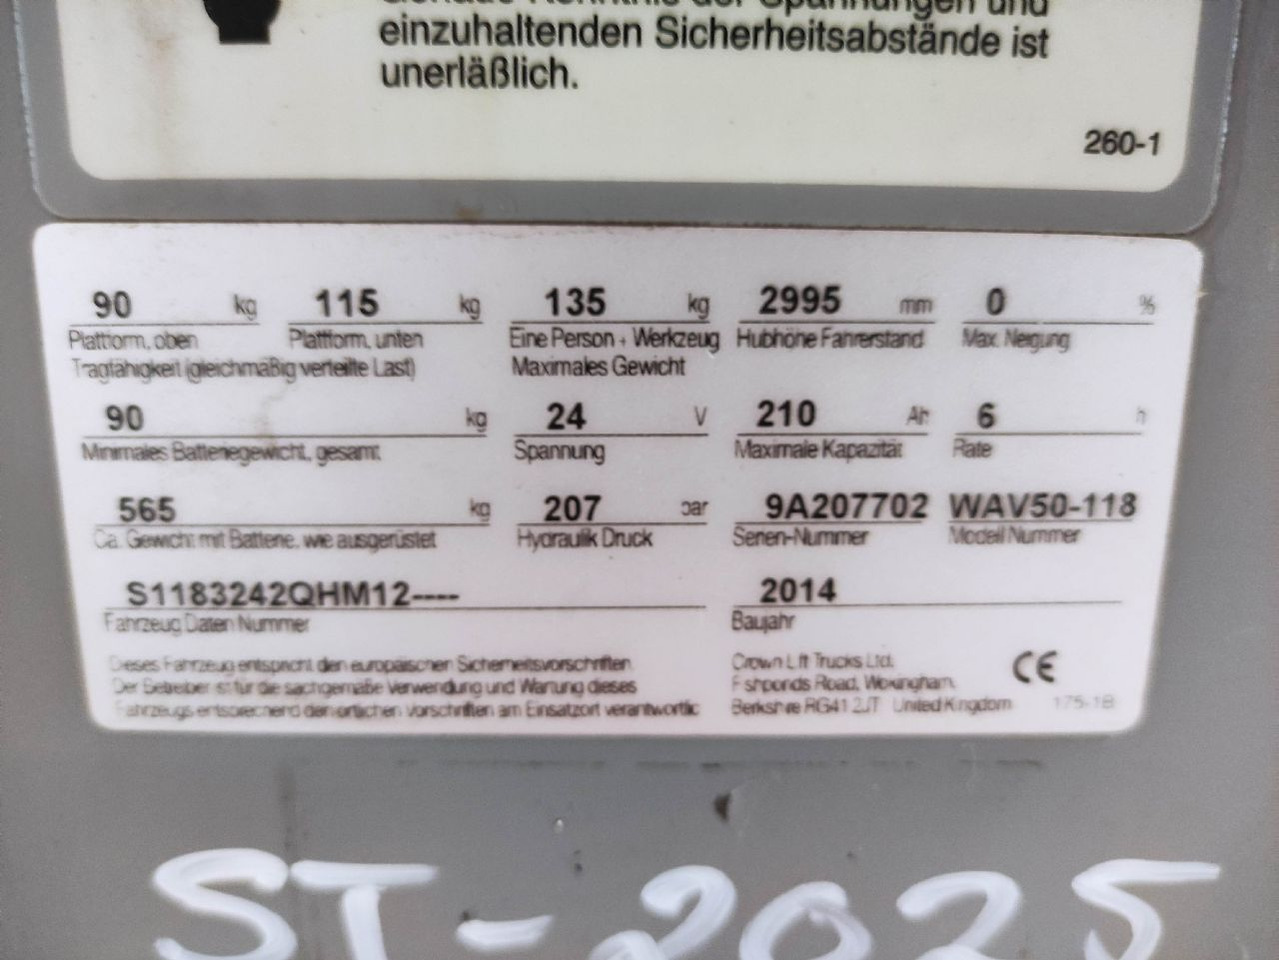 einzuhaltenden Sicherheitsabstände ist
unerläßlich.
260-1
90 kg 115 kg 135 kg 2995 mm 0 %
Plattform, oben Plattform, unten Eine Person + Werkzeug Hubhöhe Fahrerstand Max. Neigung
Tragfähigkeit (gleichmäßig verteilte Last) Maximales Gewicht
90 kg 24 V 210 Ah 6 h
Minimales Batteriegewicht, gesamt Spannung Maximale Kapazität Rate
565 kg 207 bar 9A207702 WAV50-118
Ca. Gewicht mit Batterie, wie ausgerüstet Hydraulik Druck Serien-Nummer Modell Nummer
S1183242QHM12---- 2014
Fahrzeug Daten Nummer Baujahr
Dieses Fahrzeug entspricht den europäischen Sicherheitsvorschriften. Crown Lift Trucks Ltd. CE
Der Betreiber ist für die sachgemäße Verwendung und Wartung dieses Fishponds Road, Wokingham,
Fahrzeugs entsprechend den örtlichen Vorschriften am Einsatzort verantwortlic Berkshire RG41 2JT United Kingdom 175-1B
ST-2025